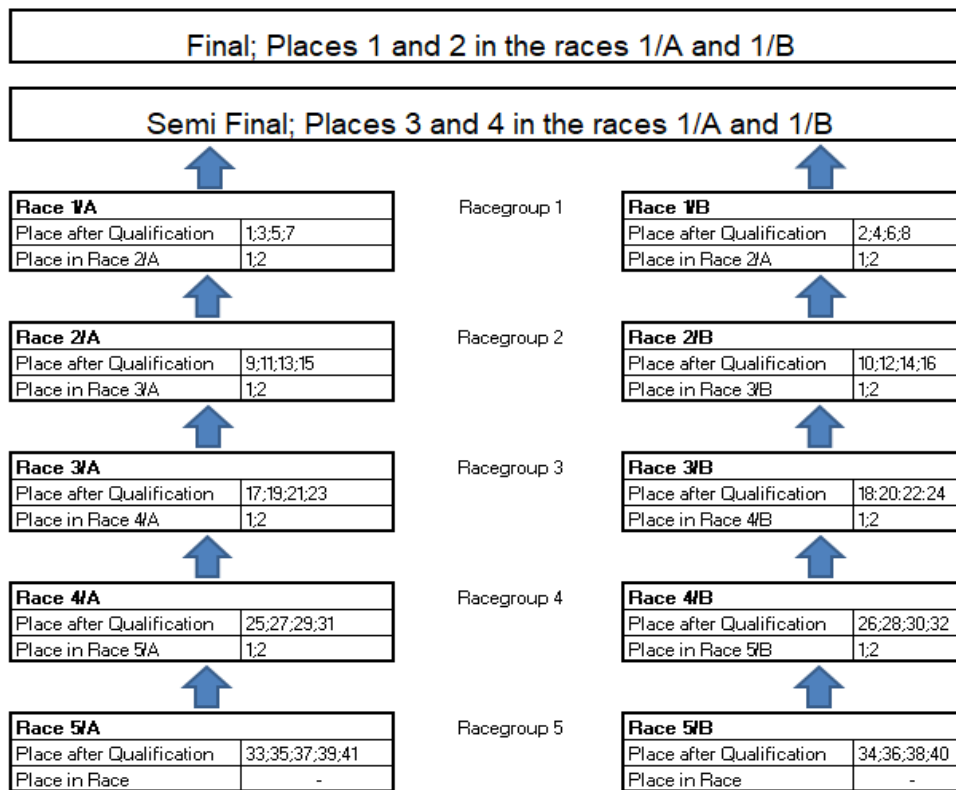 Final; Places 1 and 2 in the races 1/A and 1/B
Semi Final; Places 3 and 4 in the races 1/A and 1/B
Race 1/A
Place after Qualification 1;3;5;7
Place in Race 2/A 1;2
Racegroup 1
Race 1/B
Place after Qualification 2;4;6;8
Place in Race 2/A 1;2
Race 2/A
Place after Qualification 9;11;13;15
Place in Race 3/A 1;2
Racegroup 2
Race 2/B
Place after Qualification 10;12;14;16
Place in Race 3/B 1;2
Race 3/A
Place after Qualification 17;19;21;23
Place in Race 4/A 1;2
Racegroup 3
Race 3/B
Place after Qualification 18:20:22:24
Place in Race 4/B 1;2
Race 4/A
Place after Qualification 25;27;29;31
Place in Race 5/A 1;2
Racegroup 4
Race 4/B
Place after Qualification 26;28;30;32
Place in Race 5/B 1;2
Race 5/A
Place after Qualification 33;35;37;39;41
Place in Race -
Racegroup 5
Race 5/B
Place after Qualification 34;36;38;40
Place in Race -